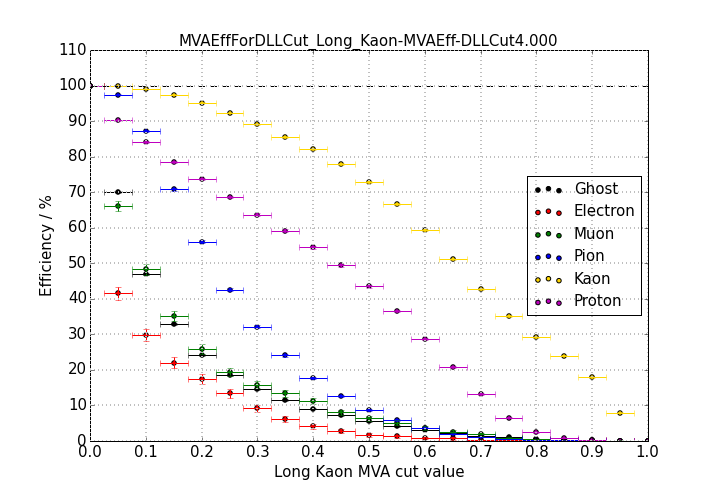 MVAEffForDLLCut_Long_Kaon-MVAEff-DLLCut4.000
110
100
90
80
70
60
50
40
30
20
10
0
Efficiency / %
Ghost
Electron
Muon
Pion
Kaon
Proton
0.0 0.1 0.2 0.3 0.4 0.5 0.6 0.7 0.8 0.9 1.0
Long Kaon MVA cut value